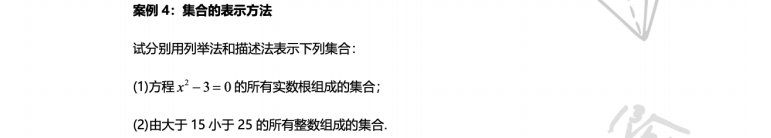 案例 4：集合的表示方法
试分别用列举法和描述法表示下列集合：
(1)方程 x² − 3 = 0 的所有实数根组成的集合；
(2)由大于 15 小于 25 的所有整数组成的集合.